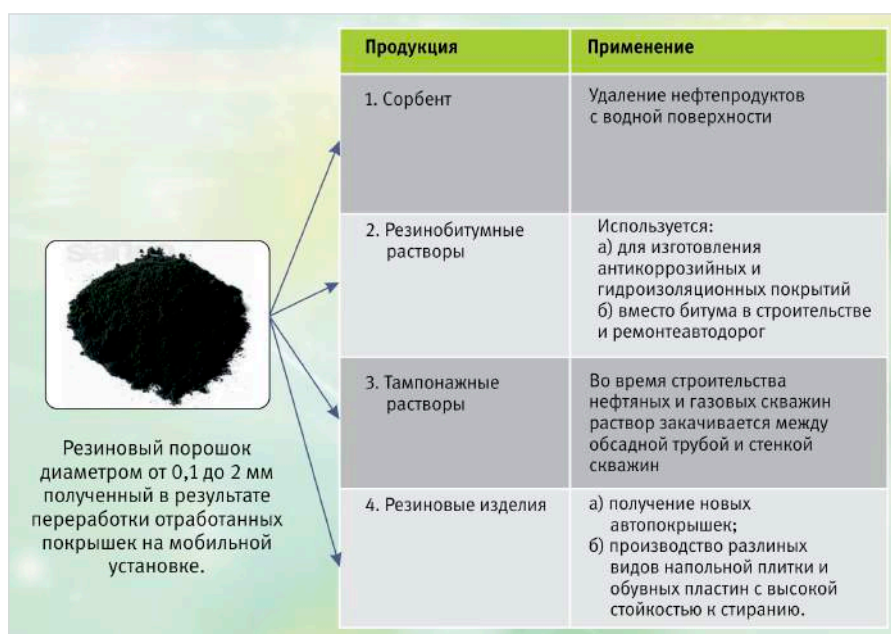 Продукция
Применение
1. Сорбент
Удаление нефтепродуктов
с водной поверхности
2. Резинобитумные
растворы
Используется:
а) для изготовления
антикоррозийных и
гидроизоляционных покрытий
б) вместо битума в строительстве
и ремонтеавтодорог
3. Тампонажные
растворы
Во время строительства
нефтяных и газовых скважин
раствор закачивается между
обсадной трубой и стенкой
скважин
4. Резиновые изделия
а) получение новых
автопокрышек;
б) производство разлиных
видов напольной плитки и
обувных пластин с высокой
стойкостью к стиранию.
Резиновый порошок
диаметром от 0,1 до 2 мм
полученный в результате
переработки отработанных
покрышек на мобильной
установке.